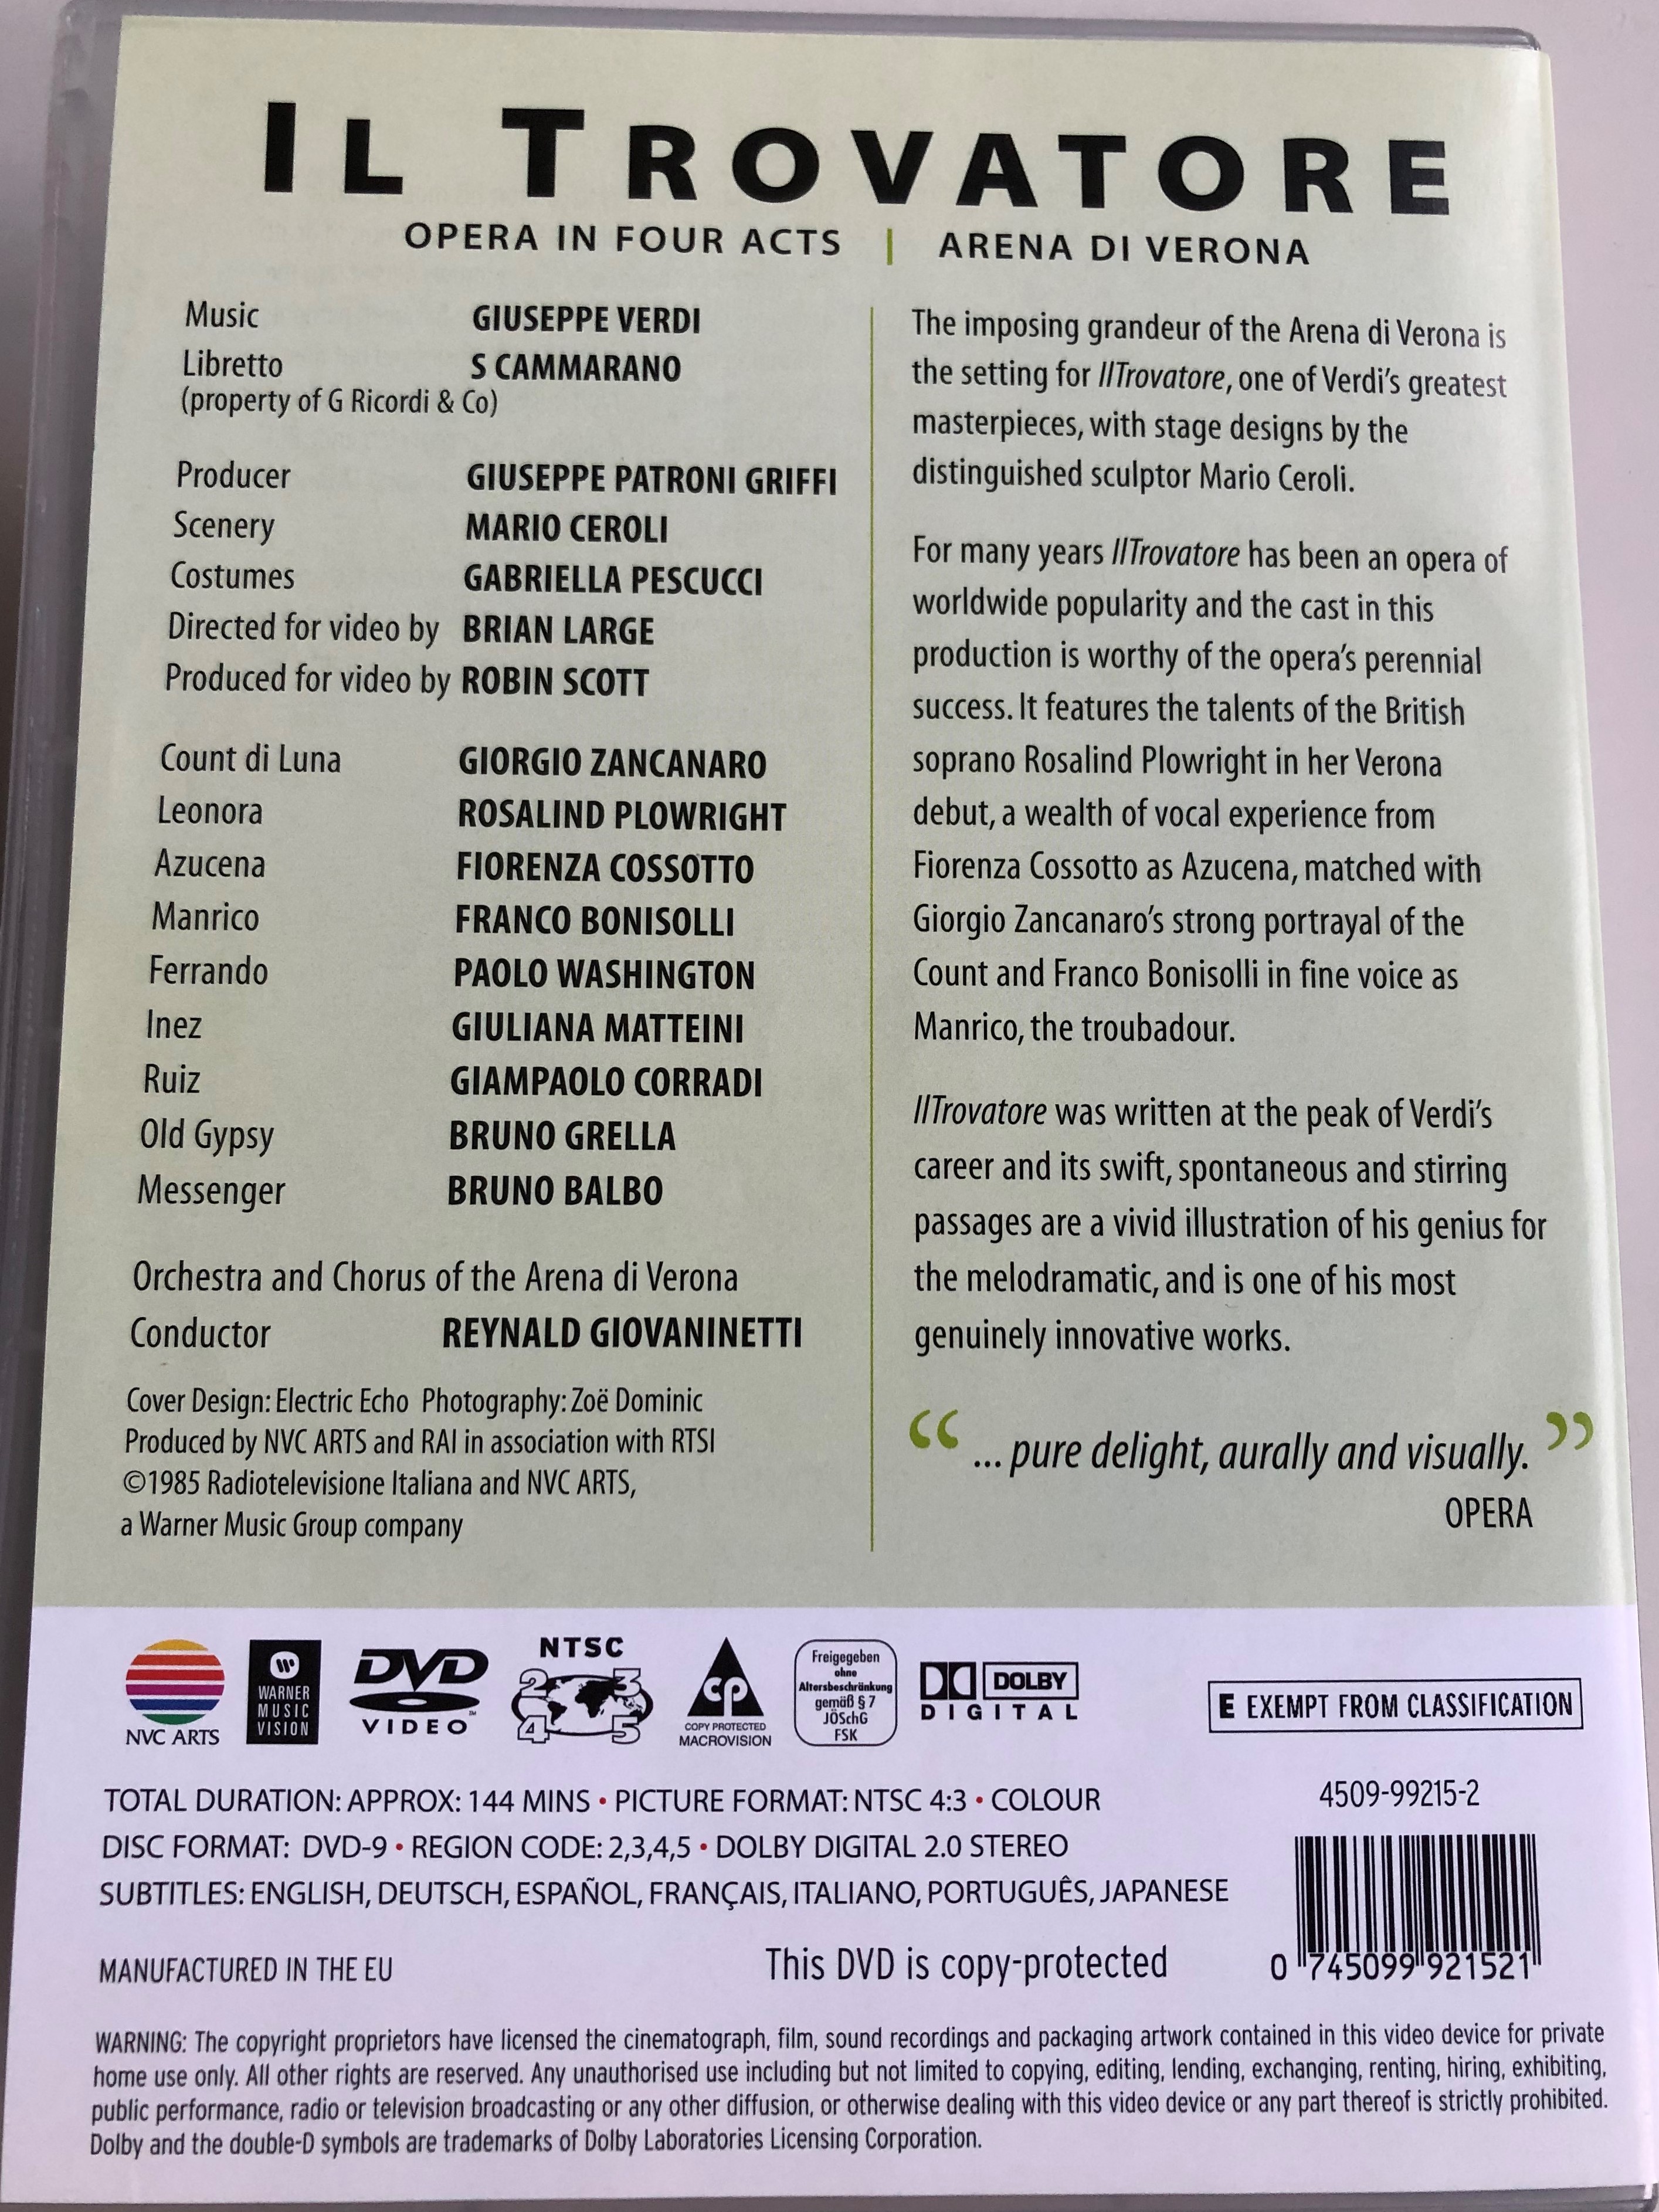 IL TROVATORE
OPERA IN FOUR ACTS | ARENA DI VERONA
Music GIUSEPPE VERDI
Libretto S CAMMARANO
(property of G Ricordi & Co)
Producer GIUSEPPE PATRONI GRIFFI
Scenery MARIO CEROLI
Costumes GABRIELLA PESCUCCI
Directed for video by BRIAN LARGE
Produced for video by ROBIN SCOTT
Count di Luna GIORGIO ZANCANARO
Leonora ROSALIND PLOWRIGHT
Azucena FIORENZA COSSOTTO
Manrico FRANCO BONISOLLI
Ferrando PAOLO WASHINGTON
Inez GIULIANA MATTEINI
Ruiz GIAMPAOLO CORRADI
Old Gypsy BRUNO GRELLA
Messenger BRUNO BALBO
Orchestra and Chorus of the Arena di Verona
Conductor REYNALD GIOVANINETTI
Cover Design: Electric Echo Photography: Zoë Dominic
Produced by NVC ARTS and RAI in association with RTSI
©1985 Radiotelevisione Italiana and NVC ARTS,
a Warner Music Group company
The imposing grandeur of the Arena di Verona is
the setting for Il Trovatore, one of Verdi's greatest
masterpieces, with stage designs by the
distinguished sculptor Mario Ceroli.
For many years Il Trovatore has been an opera of
worldwide popularity and the cast in this
production is worthy of the opera's perennial
success. It features the talents of the British
soprano Rosalind Plowright in her Verona
debut, a wealth of vocal experience from
Fiorenza Cossotto as Azucena, matched with
Giorgio Zancanaro's strong portrayal of the
Count and Franco Bonisolli in fine voice as
Manrico, the troubadour.
Il Trovatore was written at the peak of Verdi's
career and its swift, spontaneous and stirring
passages are a vivid illustration of his genius for
the melodramatic, and is one of his most
genuinely innovative works.
“ ... pure delight, aurally and visually. ”
OPERA
NVC ARTS
WARNER
MUSIC
VISION
DVD
VIDEO™
NTSC
2 3
4 5
CP
COPY PROTECTED
MACROVISION
Freigegeben
ohne
Altersbeschränkung
gemäß § 7
JÖSchG
FSK
DOLBY
DIGITAL
E EXEMPT FROM CLASSIFICATION
TOTAL DURATION: APPROX: 144 MINS • PICTURE FORMAT: NTSC 4:3 • COLOUR
DISC FORMAT: DVD-9 • REGION CODE: 2,3,4,5 • DOLBY DIGITAL 2.0 STEREO
SUBTITLES: ENGLISH, DEUTSCH, ESPAÑOL, FRANÇAIS, ITALIANO, PORTUGUÊS, JAPANESE
4509-99215-2
0 745099 921521
MANUFACTURED IN THE EU
This DVD is copy-protected
WARNING: The copyright proprietors have licensed the cinematograph, film, sound recordings and packaging artwork contained in this video device for private
home use only. All other rights are reserved. Any unauthorised use including but not limited to copying, editing, lending, exchanging, renting, hiring, exhibiting,
public performance, radio or television broadcasting or any other diffusion, or otherwise dealing with this video device or any part thereof is strictly prohibited.
Dolby and the double-D symbols are trademarks of Dolby Laboratories Licensing Corporation.